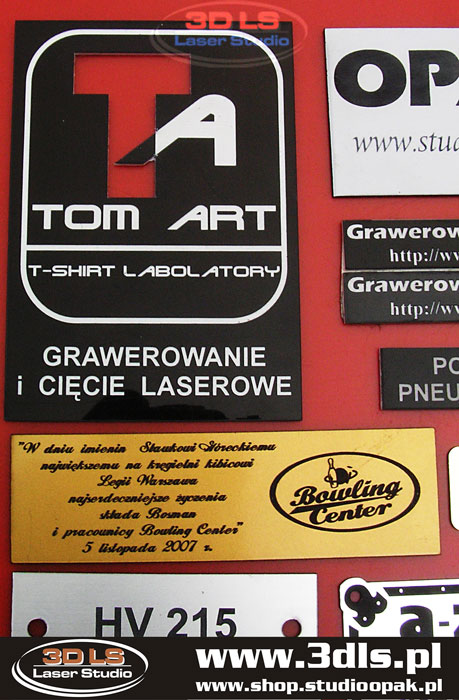 3D LS
Laser Studio
TA
TOM ART
T-SHIRT LABOLATORY
GRAWEROWANIE
i CIĘCIE LASEROWE
OPA
www.stud
Grawerow
http://ww
Grawerow
http://ww
PO
PNEU
"W dniu imienin Sławkowi Góreckiemu
największemu na kręgielni kibicowi
Legii Warszawa
najserdeczniejsze życzenia
składa Bosman
i pracownicy Bowling Center"
5 listopada 2007 r.
Bowling
Center
HV 215
a-z
3D LS
Laser Studio
www.3dls.pl
www.shop.studioopak.pl